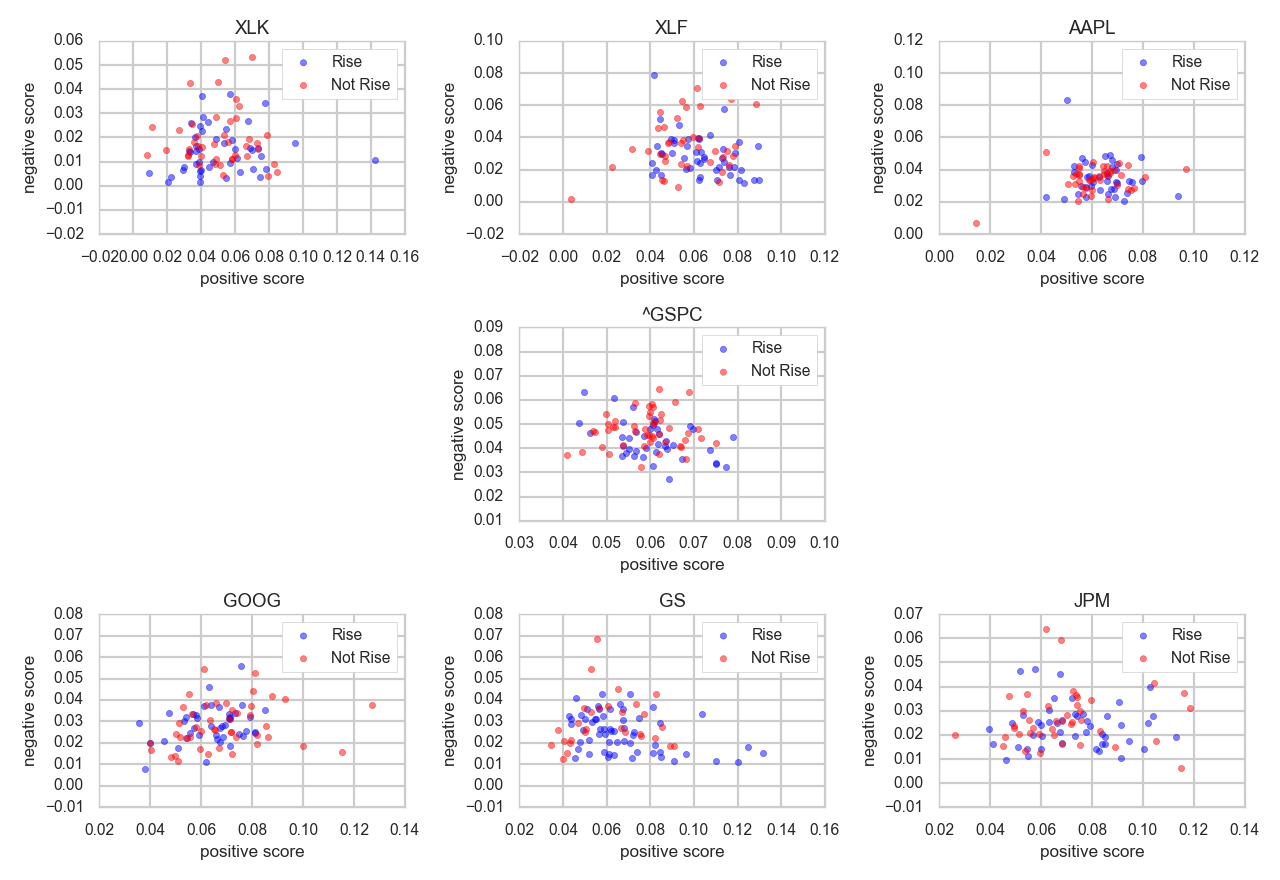 XLK
XLF
AAPL
0.06
0.05
0.04
0.03
0.02
0.01
0.00
−0.01
−0.02
negative score
Rise
Not Rise
−0.02 0.00 0.02 0.04 0.06 0.08 0.10 0.12 0.14 0.16
positive score
0.10
0.08
0.06
0.04
0.02
0.00
−0.02
negative score
Rise
Not Rise
−0.02 0.00 0.02 0.04 0.06 0.08 0.10 0.12
positive score
0.12
0.10
0.08
0.06
0.04
0.02
0.00
negative score
Rise
Not Rise
0.00 0.02 0.04 0.06 0.08 0.10 0.12
positive score
^GSPC
0.09
0.08
0.07
0.06
0.05
0.04
0.03
0.02
0.01
negative score
Rise
Not Rise
0.03 0.04 0.05 0.06 0.07 0.08 0.09 0.10
positive score
GOOG
0.08
0.07
0.06
0.05
0.04
0.03
0.02
0.01
0.00
−0.01
negative score
Rise
Not Rise
0.02 0.04 0.06 0.08 0.10 0.12 0.14
positive score
GS
0.08
0.07
0.06
0.05
0.04
0.03
0.02
0.01
0.00
−0.01
negative score
Rise
Not Rise
0.02 0.04 0.06 0.08 0.10 0.12 0.14 0.16
positive score
JPM
0.07
0.06
0.05
0.04
0.03
0.02
0.01
0.00
−0.01
negative score
Rise
Not Rise
0.02 0.04 0.06 0.08 0.10 0.12 0.14
positive score